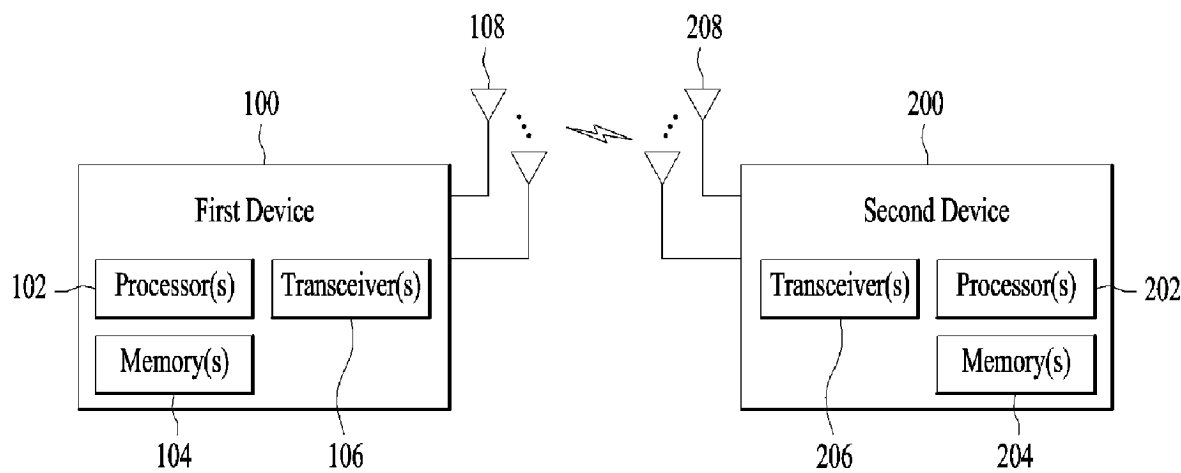 108
208
100
200
First Device
Second Device
102
Processor(s)
Transceiver(s)
Transceiver(s)
Processor(s)
202
Memory(s)
Memory(s)
104
106
206
204